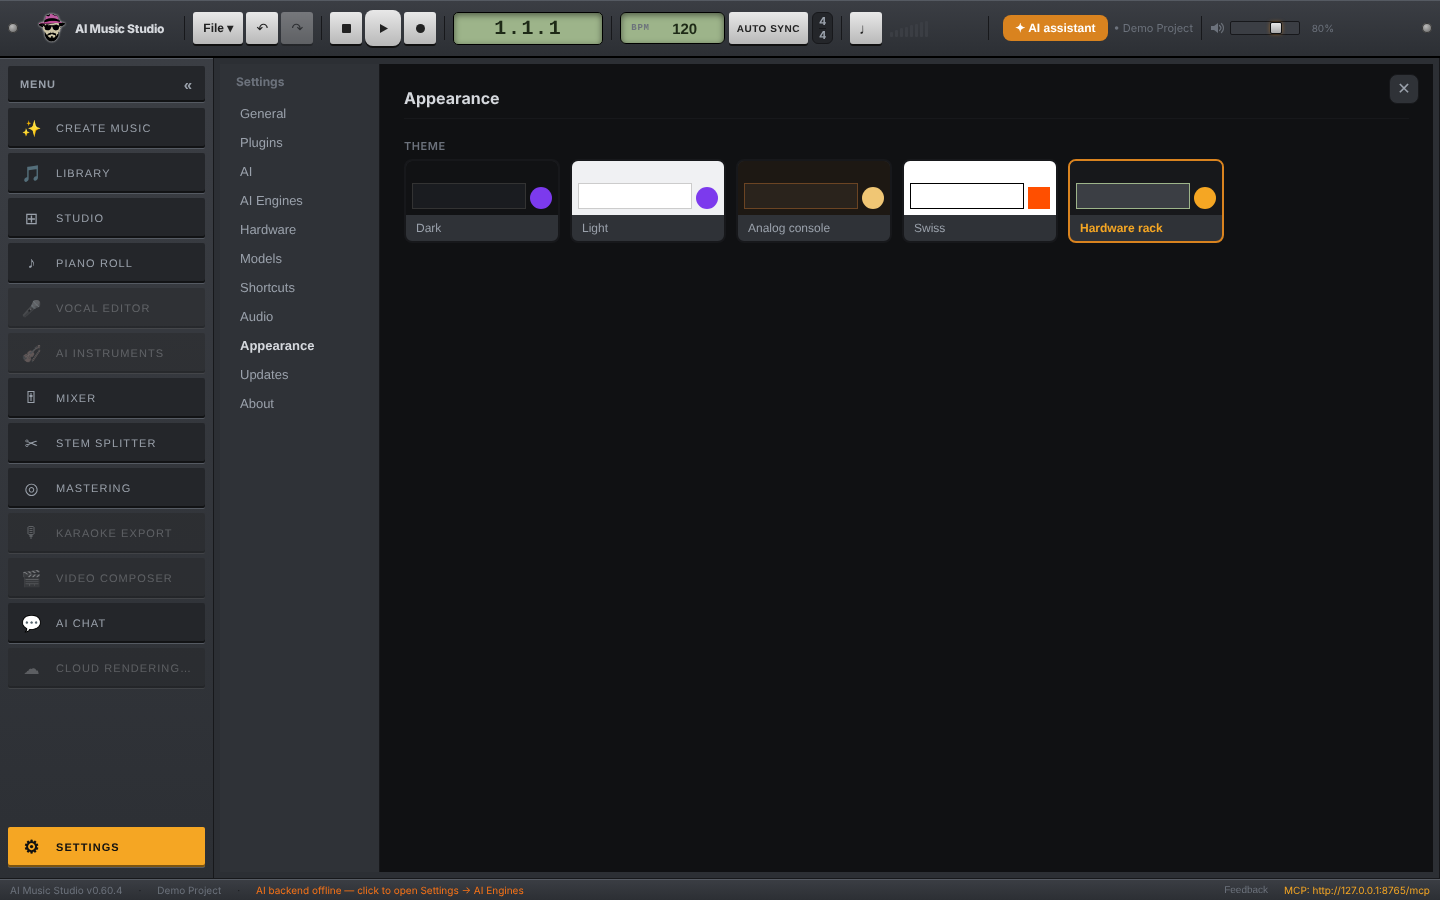 AI Music Studio
File ▾
1.1.1
BPM 120
AUTO SYNC
4
4
✦ AI assistant
• Demo Project
80%
MENU «
CREATE MUSIC
LIBRARY
STUDIO
PIANO ROLL
VOCAL EDITOR
AI INSTRUMENTS
MIXER
STEM SPLITTER
MASTERING
KARAOKE EXPORT
VIDEO COMPOSER
AI CHAT
CLOUD RENDERING...
SETTINGS
Settings
General
Plugins
AI
AI Engines
Hardware
Models
Shortcuts
Audio
Appearance
Updates
About
Appearance
THEME
Dark
Light
Analog console
Swiss
Hardware rack
AI Music Studio v0.60.4
Demo Project
AI backend offline — click to open Settings → AI Engines
Feedback
MCP: http://127.0.0.1:8765/mcp